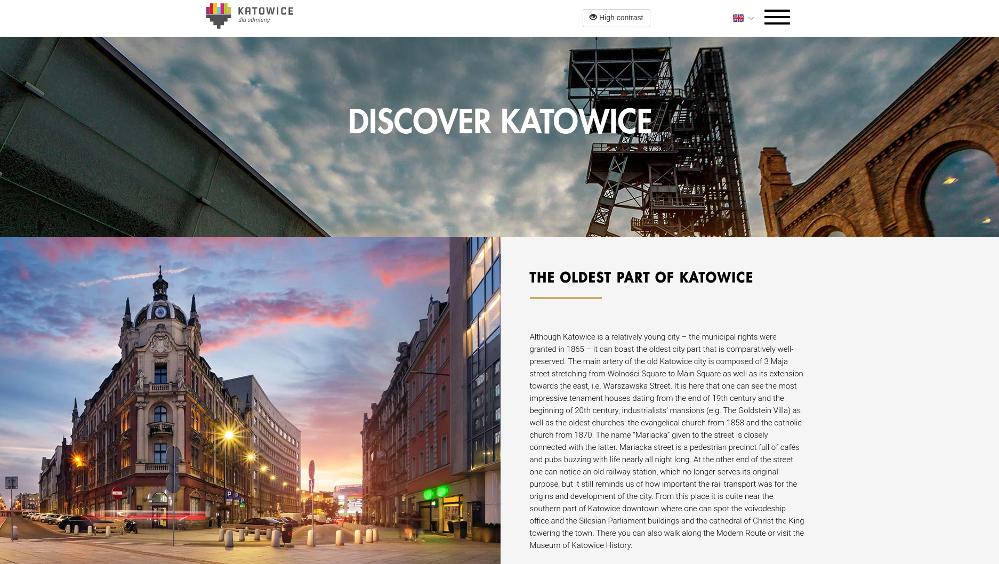 KATOWICE
dla odmiany
High contrast
DISCOVER KATOWICE
THE OLDEST PART OF KATOWICE
Although Katowice is a relatively young city – the municipal rights were
granted in 1865 – it can boast the oldest city part that is comparatively well-
preserved. The main artery of the old Katowice city is composed of 3 Maja
street stretching from Wolności Square to Main Square as well as its extension
towards the east, i.e. Warszawska Street. It is here that one can see the most
impressive tenament houses dating from the end of 19th century and the
beginning of 20th century, industrialists’ mansions (e.g. The Goldstein Villa) as
well as the oldest churches: the evangelical church from 1858 and the catholic
church from 1870. The name “Mariacka” given to the street is closely
connected with the latter. Mariacka street is a pedestrian precinct full of cafés
and pubs buzzing with life nearly all night long. At the other end of the street
one can notice an old railway station, which no longer serves its original
purpose, but it still reminds us of how important the rail transport was for the
origins and development of the city. From this place it is quite near the
southern part of Katowice downtown where one can spot the voivodeship
office and the Silesian Parliament buildings and the cathedral of Christ the King
towering the town. There you can also walk along the Modern Route or visit the
Museum of Katowice History.